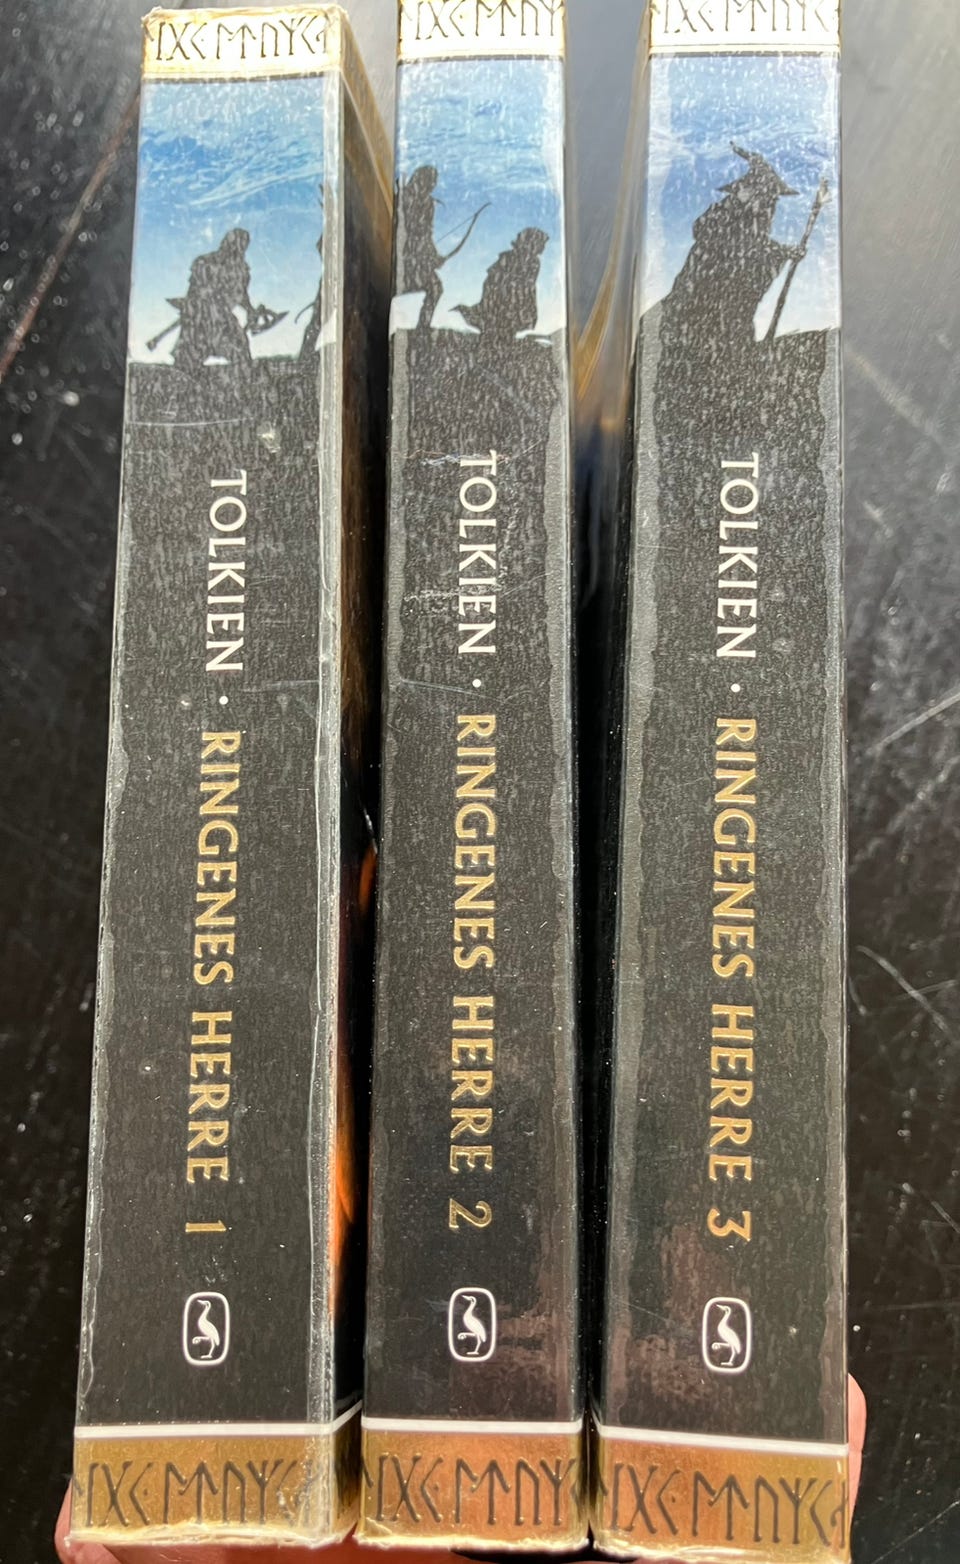 TOLKIEN · RINGENES HERRE 1
TOLKIEN · RINGENES HERRE 2
TOLKIEN · RINGENES HERRE 3